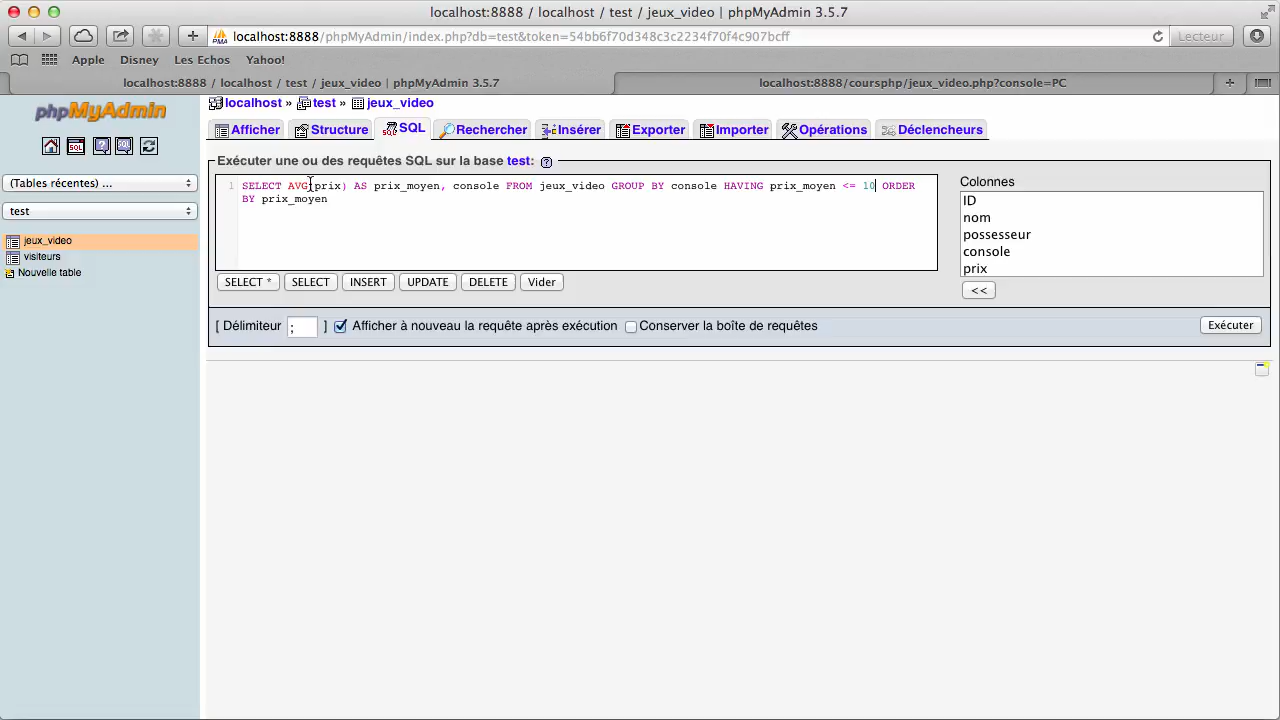 localhost:8888 / localhost / test / jeux_video | phpMyAdmin 3.5.7
PMA localhost:8888/phpMyAdmin/index.php?db=test&token=54bb6f70d348c3c2234f70f4c907bcff Lecteur
Apple Disney Les Echos Yahoo!
localhost:8888 / localhost / test / jeux_video | phpMyAdmin 3.5.7 localhost:8888/coursphp/jeux_video.php?console=PC
phpMyAdmin
localhost » test » jeux_video
Afficher Structure SQL Rechercher Insérer Exporter Importer Opérations Déclencheurs
Exécuter une ou des requêtes SQL sur la base test:
(Tables récentes) ...
test
jeux_video
visiteurs
Nouvelle table
1 SELECT AVG(prix) AS prix_moyen, console FROM jeux_video GROUP BY console HAVING prix_moyen <= 10 ORDER
BY prix_moyen
Colonnes
ID
nom
possesseur
console
prix
<<
SELECT * SELECT INSERT UPDATE DELETE Vider
[ Délimiteur ; ] Afficher à nouveau la requête après exécution Conserver la boîte de requêtes Exécuter